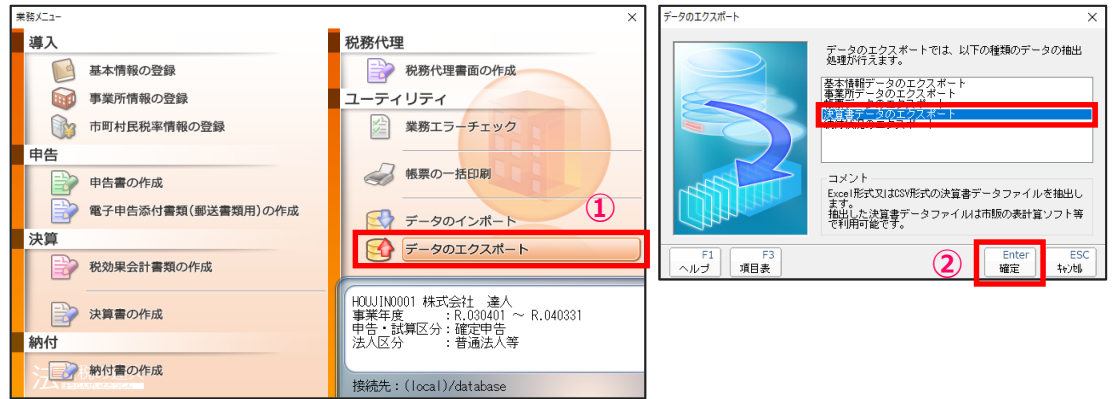 業務メニュー
導入
基本情報の登録
事業所情報の登録
市町村民税率情報の登録
申告
申告書の作成
電子申告添付書類(郵送書類用)の作成
決算
税効果会計書類の作成
決算書の作成
納付
納付書の作成
税務代理
税務代理書面の作成
ユーティリティ
業務エラーチェック
帳票の一括印刷
データのインポート
①
データのエクスポート
HOUJIN0001 株式会社 達人
事業年度 :R.030401 ~ R.040331
申告・試算区分:確定申告
法人区分 :普通法人等
接続先:(local)/database
データのエクスポート
データのエクスポートでは、以下の種類のデータの抽出
処理が行えます。
基本情報データのエクスポート
事業所データのエクスポート
決算書データのエクスポート
コメント
Excel形式又はCSV形式の決算書データファイルを抽出し
ます。
抽出した決算書データファイルは市販の表計算ソフト等
で利用可能です。
F1
ヘルプ
F3
項目表
②
Enter
確定
ESC
キャンセル